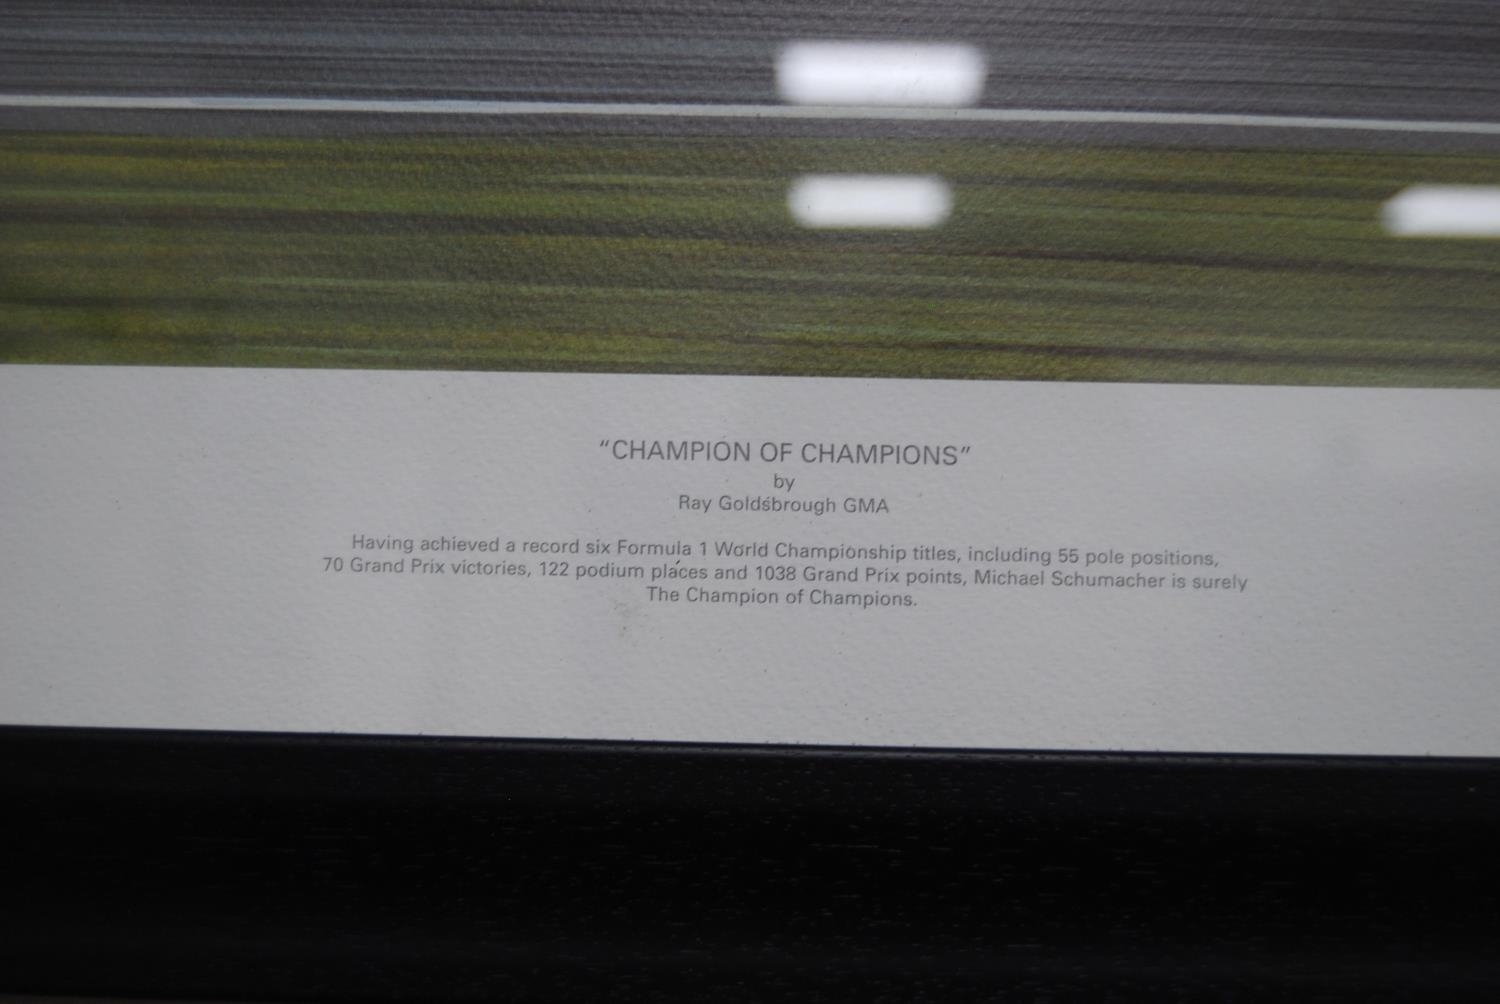 “CHAMPION OF CHAMPIONS”
by
Ray Goldsbrough GMA
Having achieved a record six Formula 1 World Championship titles, including 55 pole positions,
70 Grand Prix victories, 122 podium places and 1038 Grand Prix points, Michael Schumacher is surely
The Champion of Champions.